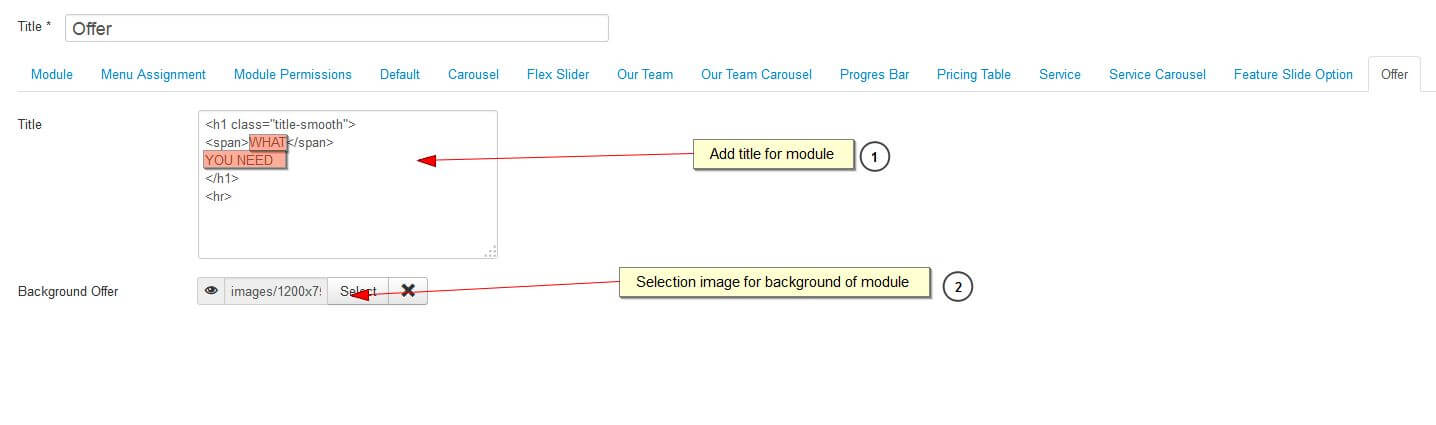 Title * Offer
Module Menu Assignment Module Permissions Default Carousel Flex Slider Our Team Our Team Carousel Progres Bar Pricing Table Service Service Carousel Feature Slide Option Offer
Title
<h1 class="title-smooth">
<span>WHAT</span>
YOU NEED
</h1>
<hr>
Add title for module 1
Background Offer images/1200x7 Select
Selection image for background of module 2